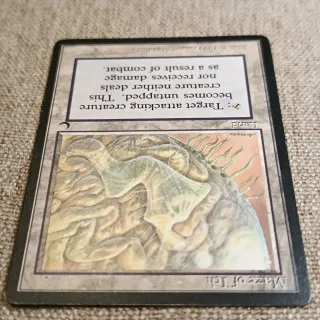 Maze of Ith
Land
: Target attacking creature
becomes untapped. This
creature neither deals
nor receives damage
as a result of combat.